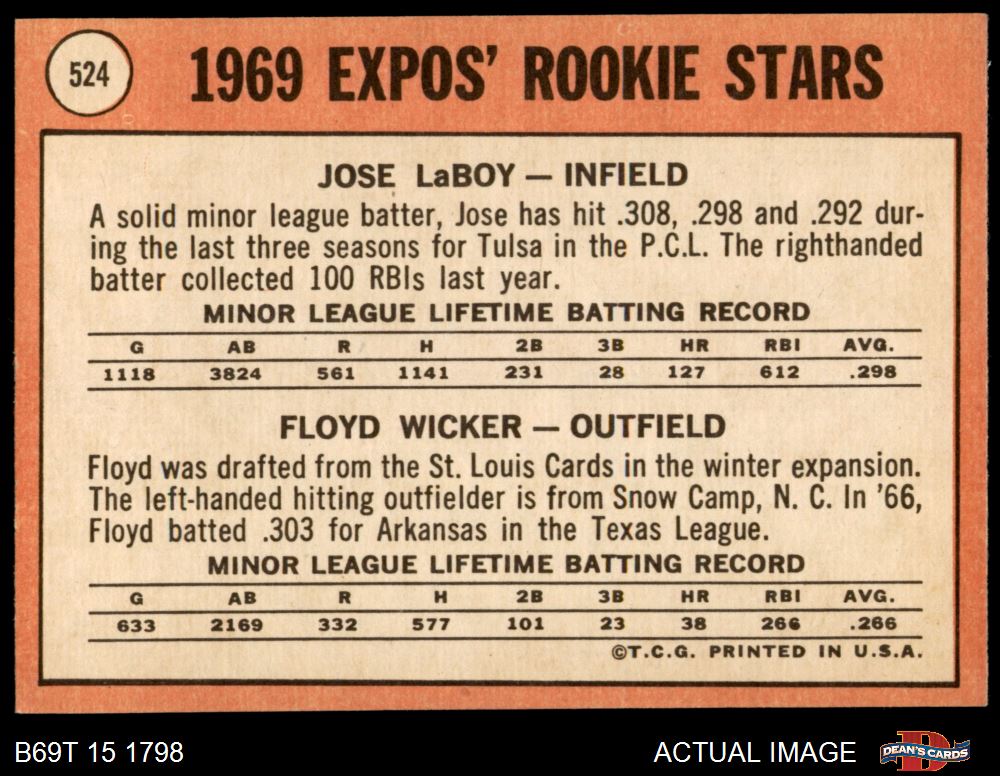 524
1969 EXPOS' ROOKIE STARS
JOSE LaBOY — INFIELD
A solid minor league batter, Jose has hit .308, .298 and .292 dur-
ing the last three seasons for Tulsa in the P.C.L. The righthanded
batter collected 100 RBIs last year.
MINOR LEAGUE LIFETIME BATTING RECORD
G AB R H 2B 3B HR RBI AVG.
1118 3824 561 1141 231 28 127 612 .298
FLOYD WICKER — OUTFIELD
Floyd was drafted from the St. Louis Cards in the winter expansion.
The left-handed hitting outfielder is from Snow Camp, N. C. In '66,
Floyd batted .303 for Arkansas in the Texas League.
MINOR LEAGUE LIFETIME BATTING RECORD
G AB R H 2B 3B HR RBI AVG.
633 2169 332 577 101 23 38 266 .266
©T.C.G. PRINTED IN U.S.A.
B69T 15 1798 ACTUAL IMAGE D DEAN'S CARDS